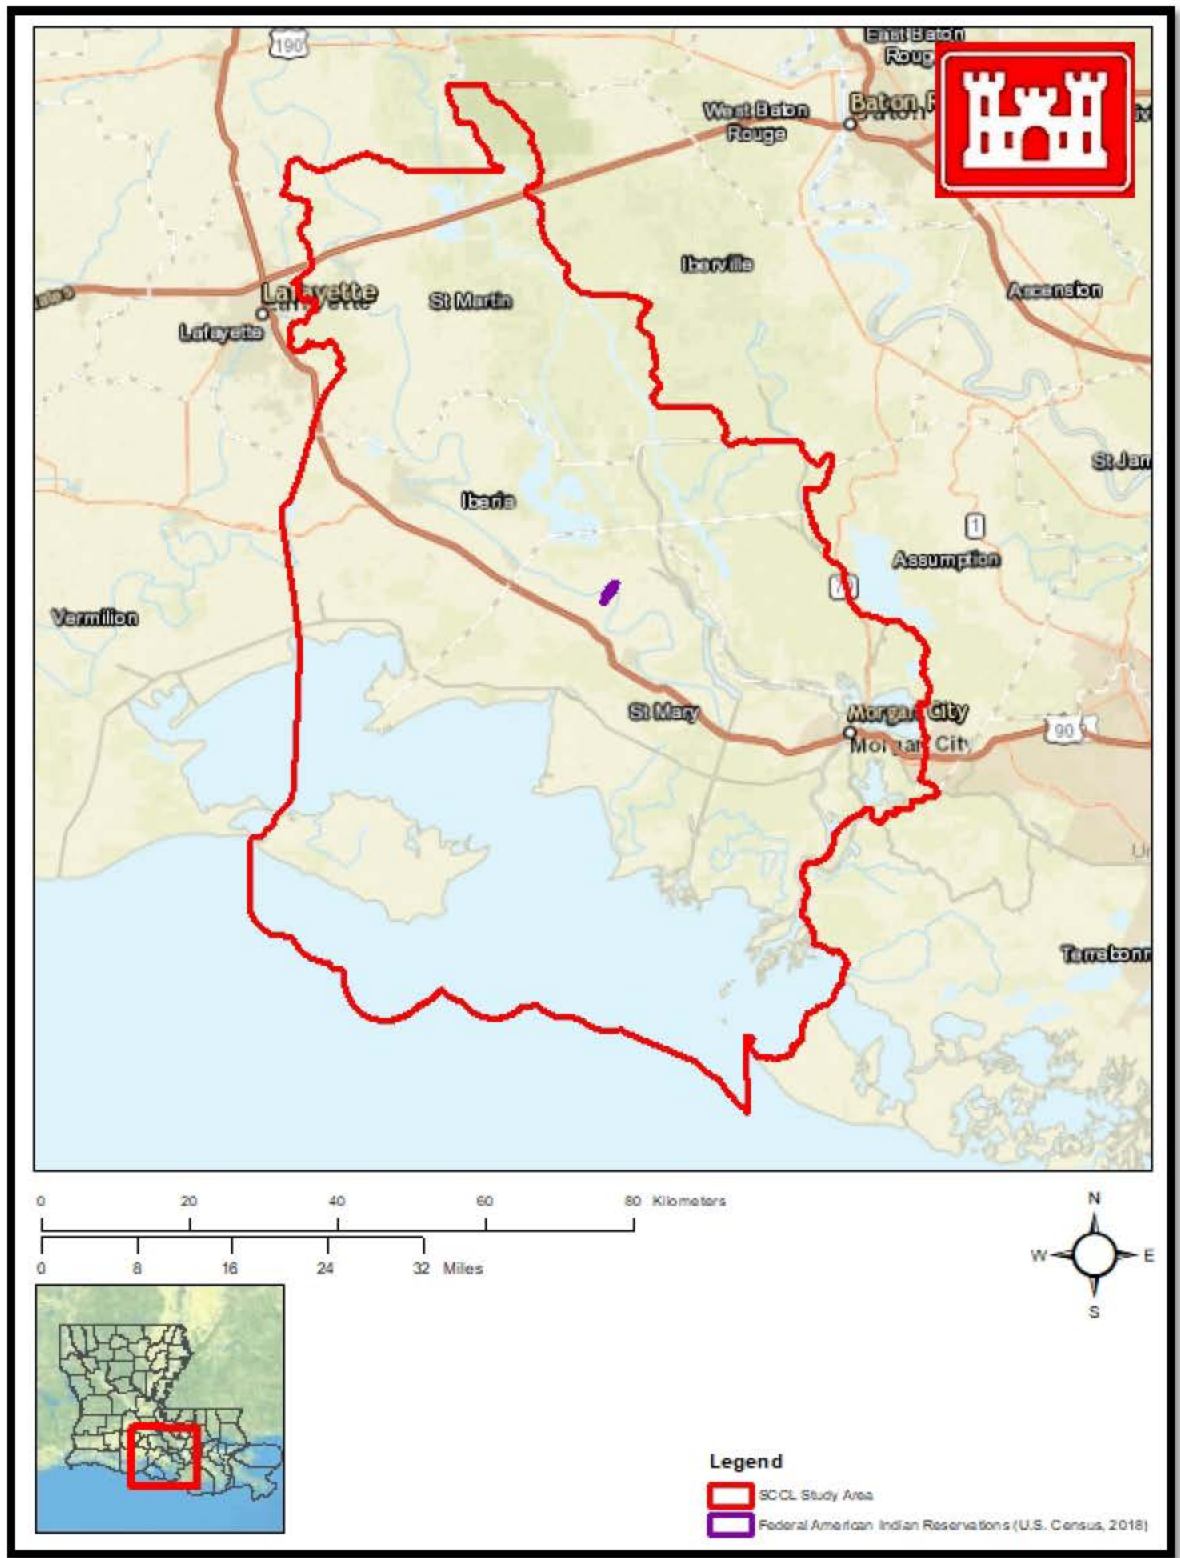 190
East Baton
Roug
West Baton
Rouge
Baton R
Iberville
Ascension
Lafayette
St Martin
Lafayette
St Jam
Iberia
1
Assumption
Vermilion
St Mary
Morgan City
Morgan City
90
Terrebonn
0 20 40 60 80 Kilometers
0 8 16 24 32 Miles
N
W E
S
Legend
SCCL Study Area
Federal American Indian Reservations (U.S. Census, 2018)